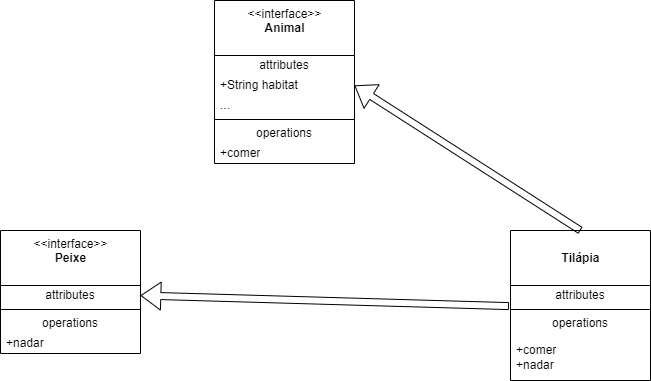 <<interface>>
Animal
attributes
+String habitat
...
operations
+comer
<<interface>>
Peixe
attributes
operations
+nadar
Tilápia
attributes
operations
+comer
+nadar